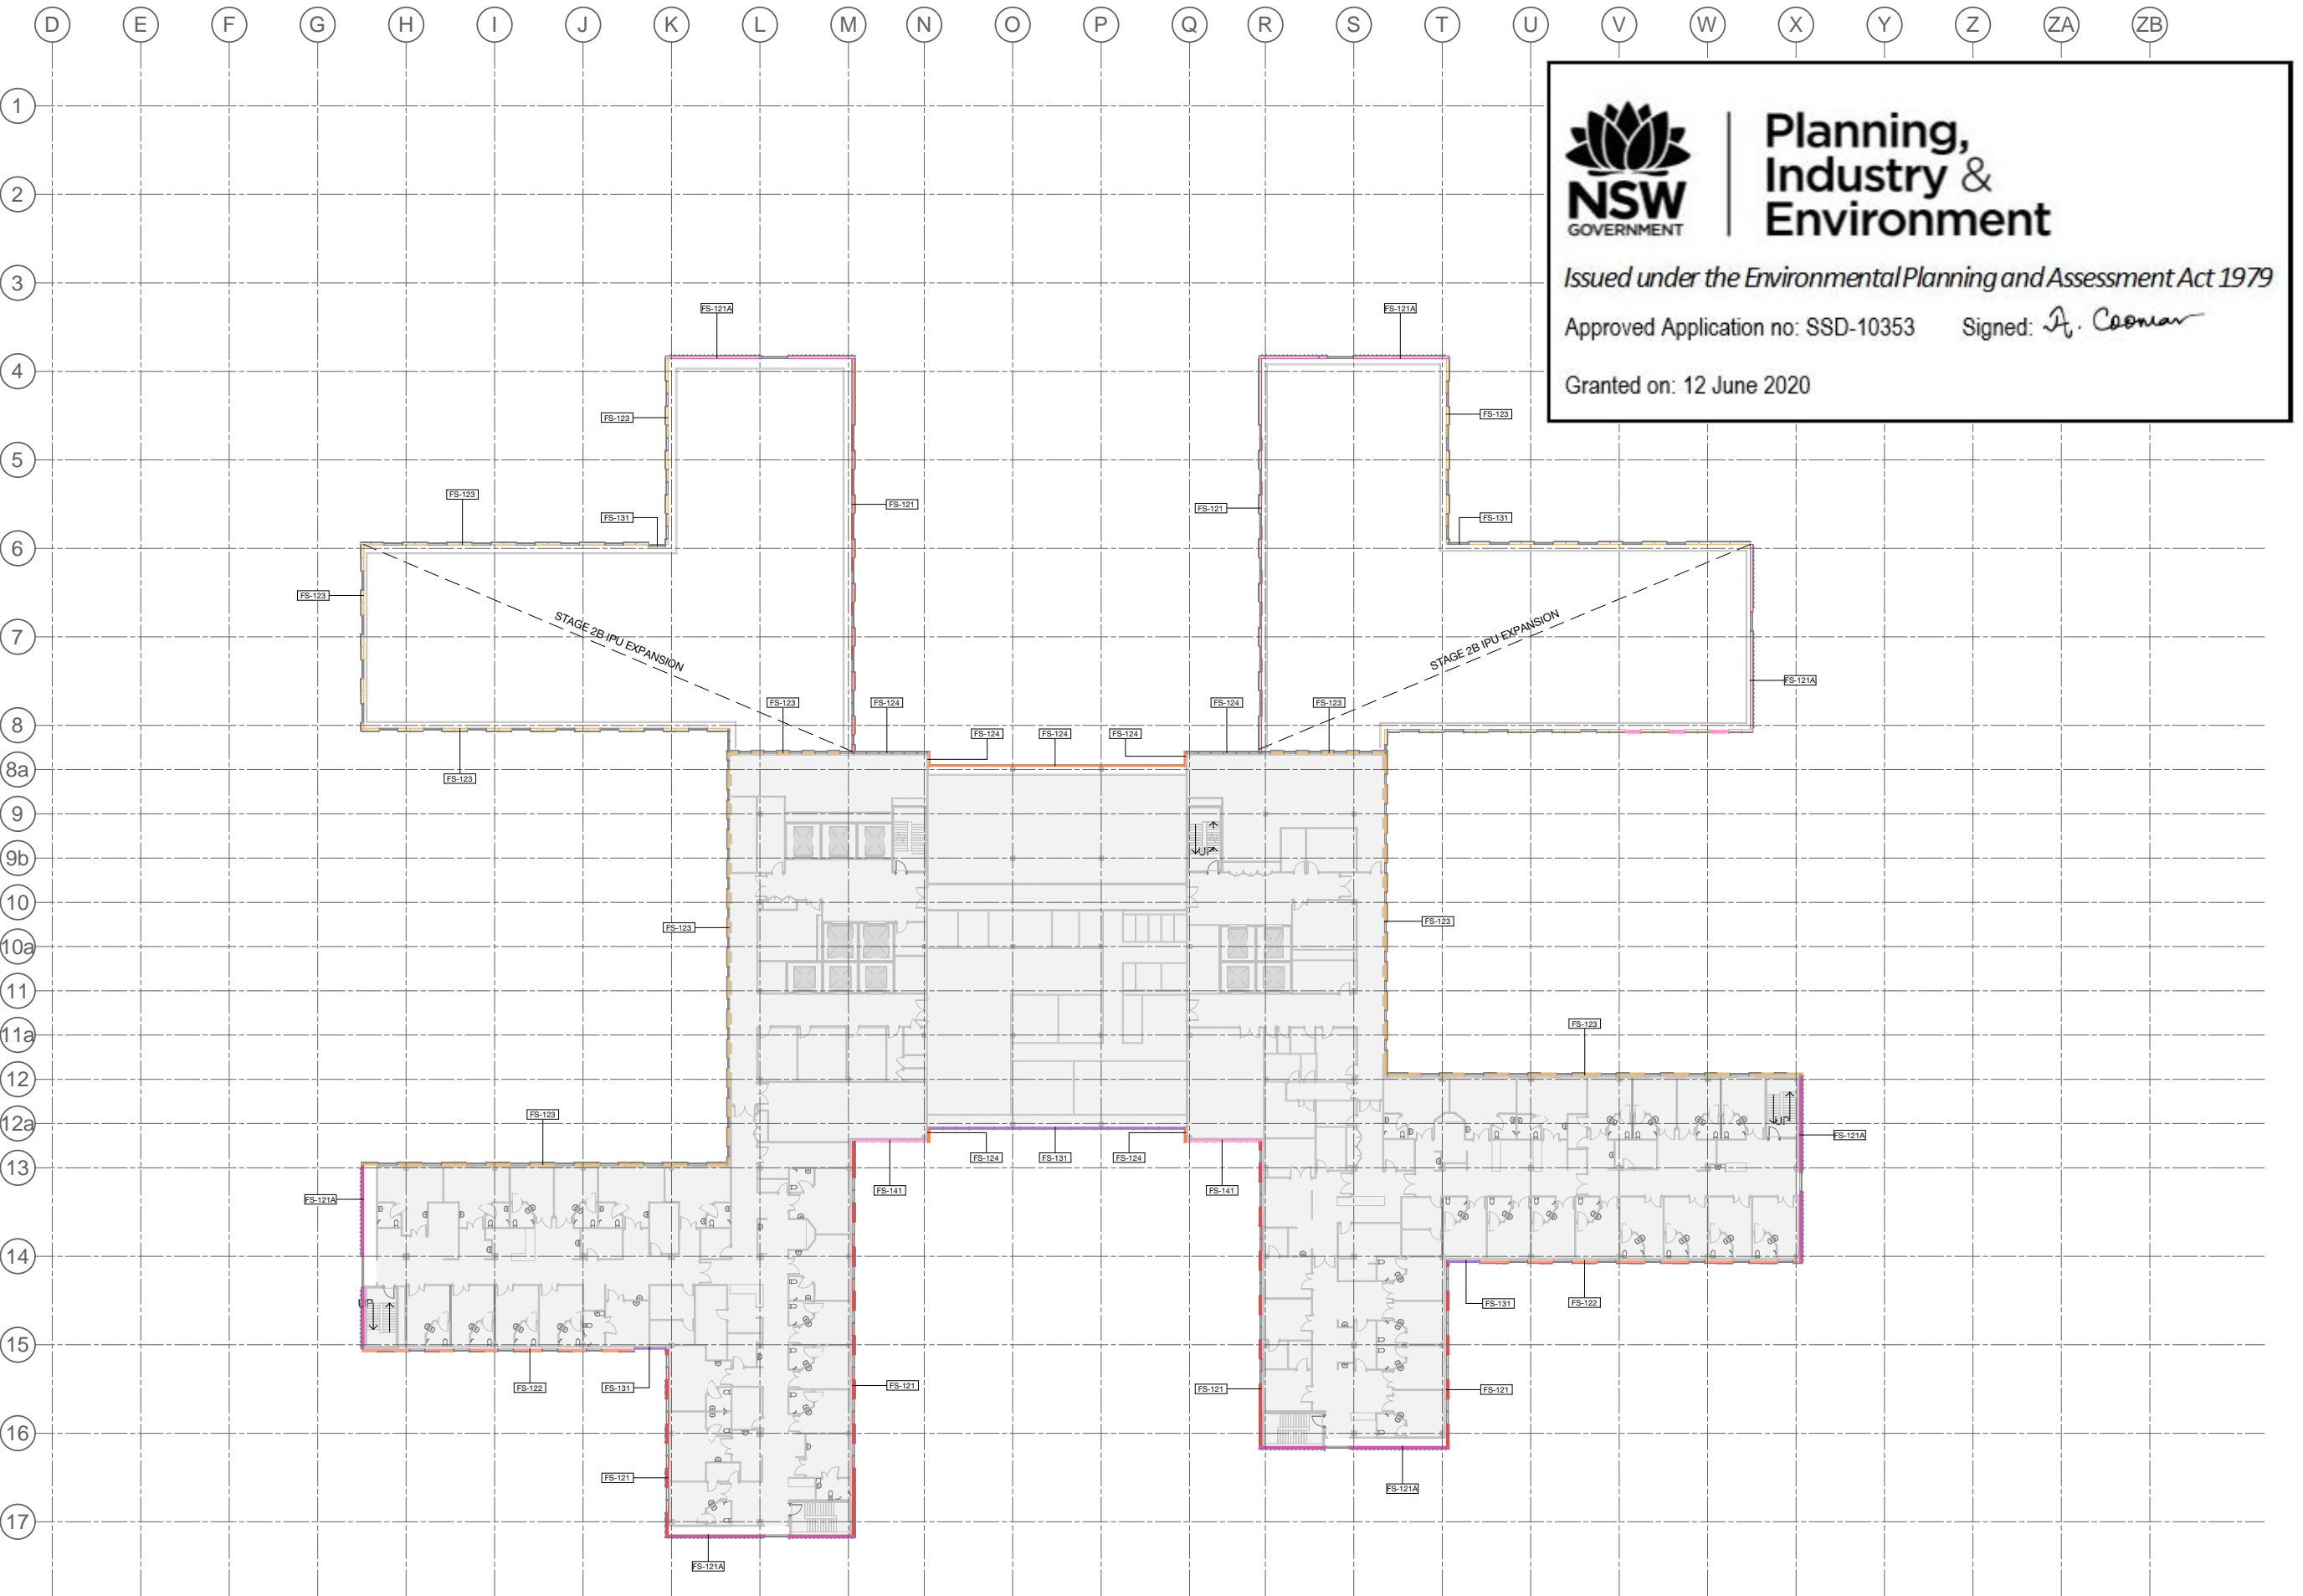 D E F G H I J K L M N O P Q R S T U V W X Y Z ZA ZB
1
NSW
GOVERNMENT
Planning,
Industry &
Environment
2
3
Issued under the Environmental Planning and Assessment Act 1979
Approved Application no: SSD-10353 Signed: A. Coomar
Granted on: 12 June 2020
FS-121A FS-121A
4
FS-123 FS-123
5
FS-123
FS-121 FS-121
FS-131 FS-131
6
FS-123
STAGE 2B IPU EXPANSION STAGE 2B IPU EXPANSION
7
FS-121A
FS-123 FS-124 FS-124 FS-123
8
FS-124 FS-124 FS-124
8a
FS-123
9
UP
9b
10
FS-123 FS-123
10a
11
FS-123
11a
12
FS-123
12a
UP
FS-121A
FS-124 FS-131 FS-124
13
FS-121A
FS-141 FS-141
14
UP
FS-131 FS-122
15
FS-122 FS-131 FS-121 FS-121 FS-121
16
FS-121
FS-121A
17
FS-121A